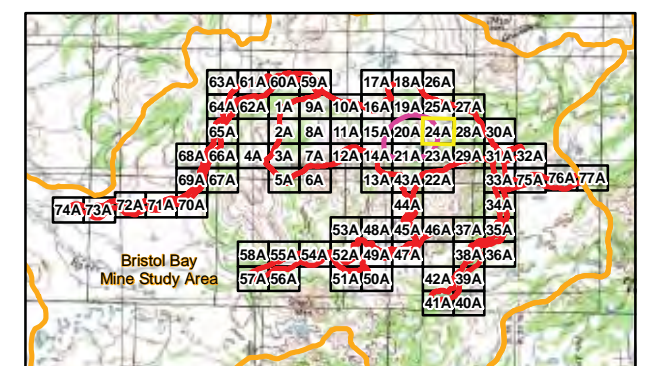 63A 61A 60A 59A 17A 18A 26A
64A 62A 1A 9A 10A 16A 19A 25A 27A
65A 2A 8A 11A 15A 20A 24A 28A 30A
68A 66A 4A 3A 7A 12A 14A 21A 23A 29A 31A 32A
69A 67A 5A 6A 13A 43A 22A 33A 75A 76A 77A
74A 73A 72A 71A 70A 44A 34A
53A 48A 45A 46A 37A 35A
58A 55A 54A 52A 49A 47A 38A 36A
57A 56A 51A 50A 42A 39A
41A 40A
Bristol Bay
Mine Study Area